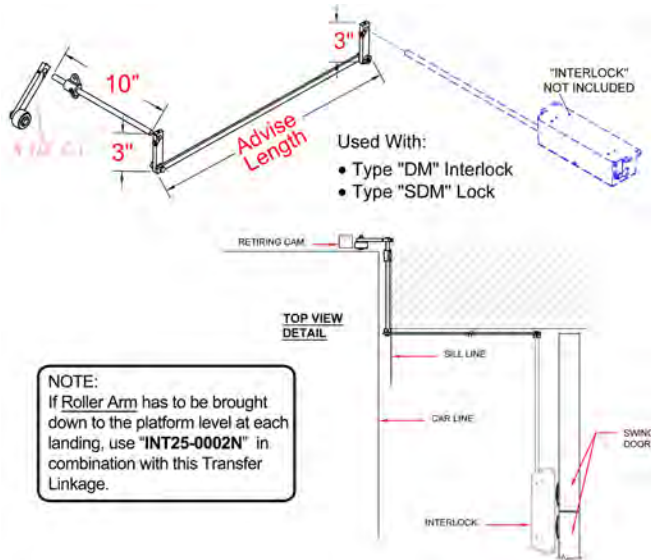 3"
10"
"INTERLOCK"
NOT INCLUDED
3"
Advise
Length
Used With:
• Type "DM" Interlock
• Type "SDM" Lock
RETIRING CAM
TOP VIEW
DETAIL
SILL LINE
NOTE:
If Roller Arm has to be brought
down to the platform level at each
landing, use "INT25-0002N" in
combination with this Transfer
Linkage.
CAR LINE
SWING
DOOR
INTERLOCK